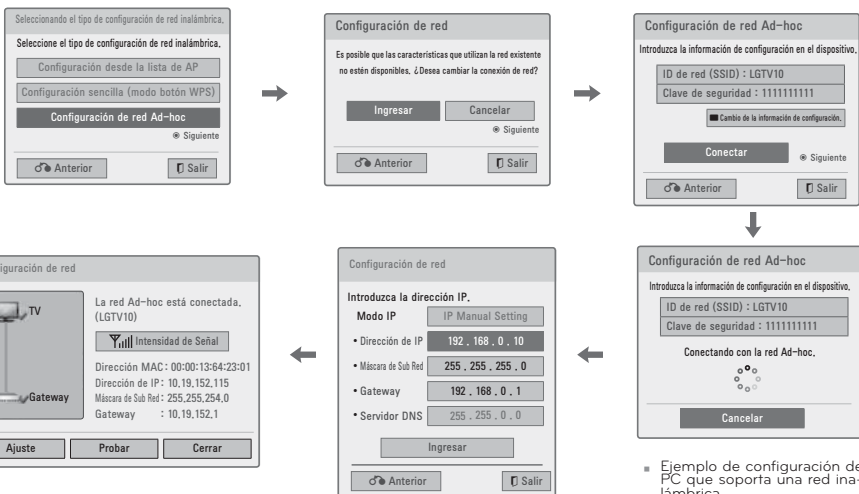 Seleccionando el tipo de configuración de red inalámbrica.
Seleccione el tipo de configuración de red inalámbrica.
Configuración desde la lista de AP
Configuración sencilla (modo botón WPS)
Configuración de red Ad-hoc
Siguiente
Anterior
Salir
Configuración de red
Es posible que las características que utilizan la red existente
no estén disponibles. ¿Desea cambiar la conexión de red?
Ingresar
Cancelar
Siguiente
Anterior
Salir
Configuración de red Ad-hoc
Introduzca la información de configuración en el dispositivo.
ID de red (SSID) : LGTV10
Clave de seguridad : 1111111111
Cambio de la información de configuración.
Conectar
Siguiente
Anterior
Salir
Configuración de red Ad-hoc
Introduzca la información de configuración en el dispositivo.
ID de red (SSID) : LGTV10
Clave de seguridad : 1111111111
Conectando con la red Ad-hoc.
Cancelar
Configuración de red
Introduzca la dirección IP.
Modo IP IP Manual Setting
• Dirección de IP 192 . 168 . 0 . 10
• Máscara de Sub Red 255 . 255 . 255 . 0
• Gateway 192 . 168 . 0 . 1
• Servidor DNS 255 . 255 . 0 . 0
Ingresar
Anterior
Salir
figuración de red
TV
Gateway
La red Ad-hoc está conectada.
(LGTV10)
Intensidad de Señal
Dirección MAC : 00:00:13:64:23:01
Dirección de IP : 10.19.152.115
Máscara de Sub Red : 255.255.254.0
Gateway : 10.19.152.1
Ajuste
Probar
Cerrar
Ejemplo de configuración de
PC que soporta una red ina-
lámbrica